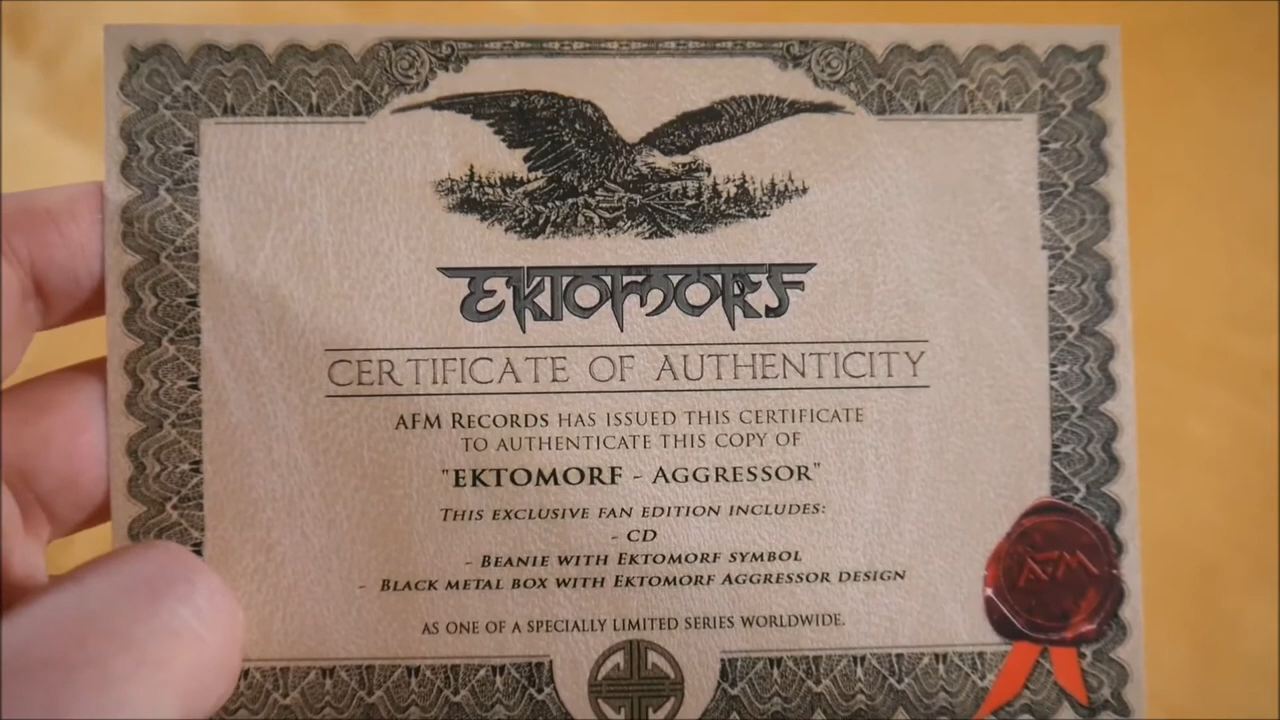 EKTOMORF
CERTIFICATE OF AUTHENTICITY
AFM RECORDS HAS ISSUED THIS CERTIFICATE
TO AUTHENTICATE THIS COPY OF
"EKTOMORF - AGGRESSOR"
THIS EXCLUSIVE FAN EDITION INCLUDES:
- CD
- BEANIE WITH EKTOMORF SYMBOL
- BLACK METAL BOX WITH EKTOMORF AGGRESSOR DESIGN
AFM
AS ONE OF A SPECIALLY LIMITED SERIES WORLDWIDE.